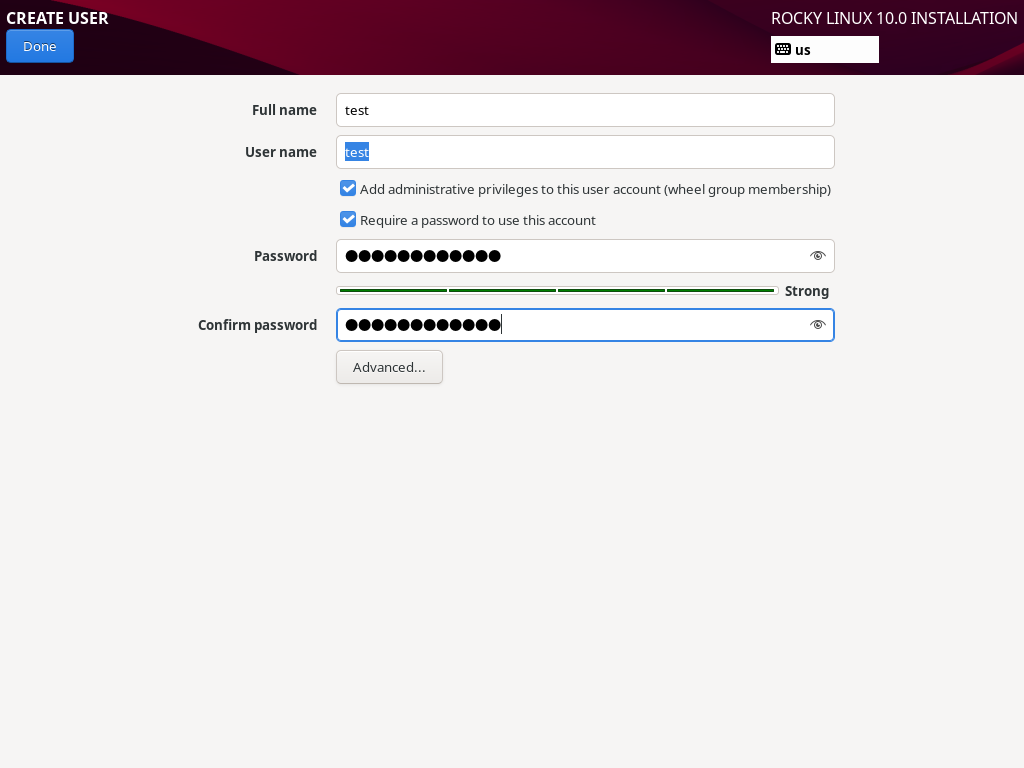 CREATE USER
ROCKY LINUX 10.0 INSTALLATION
Done
us
Full name
test
User name
test
Add administrative privileges to this user account (wheel group membership)
Require a password to use this account
Password
●●●●●●●●●●●●
Strong
Confirm password
●●●●●●●●●●●●
Advanced...